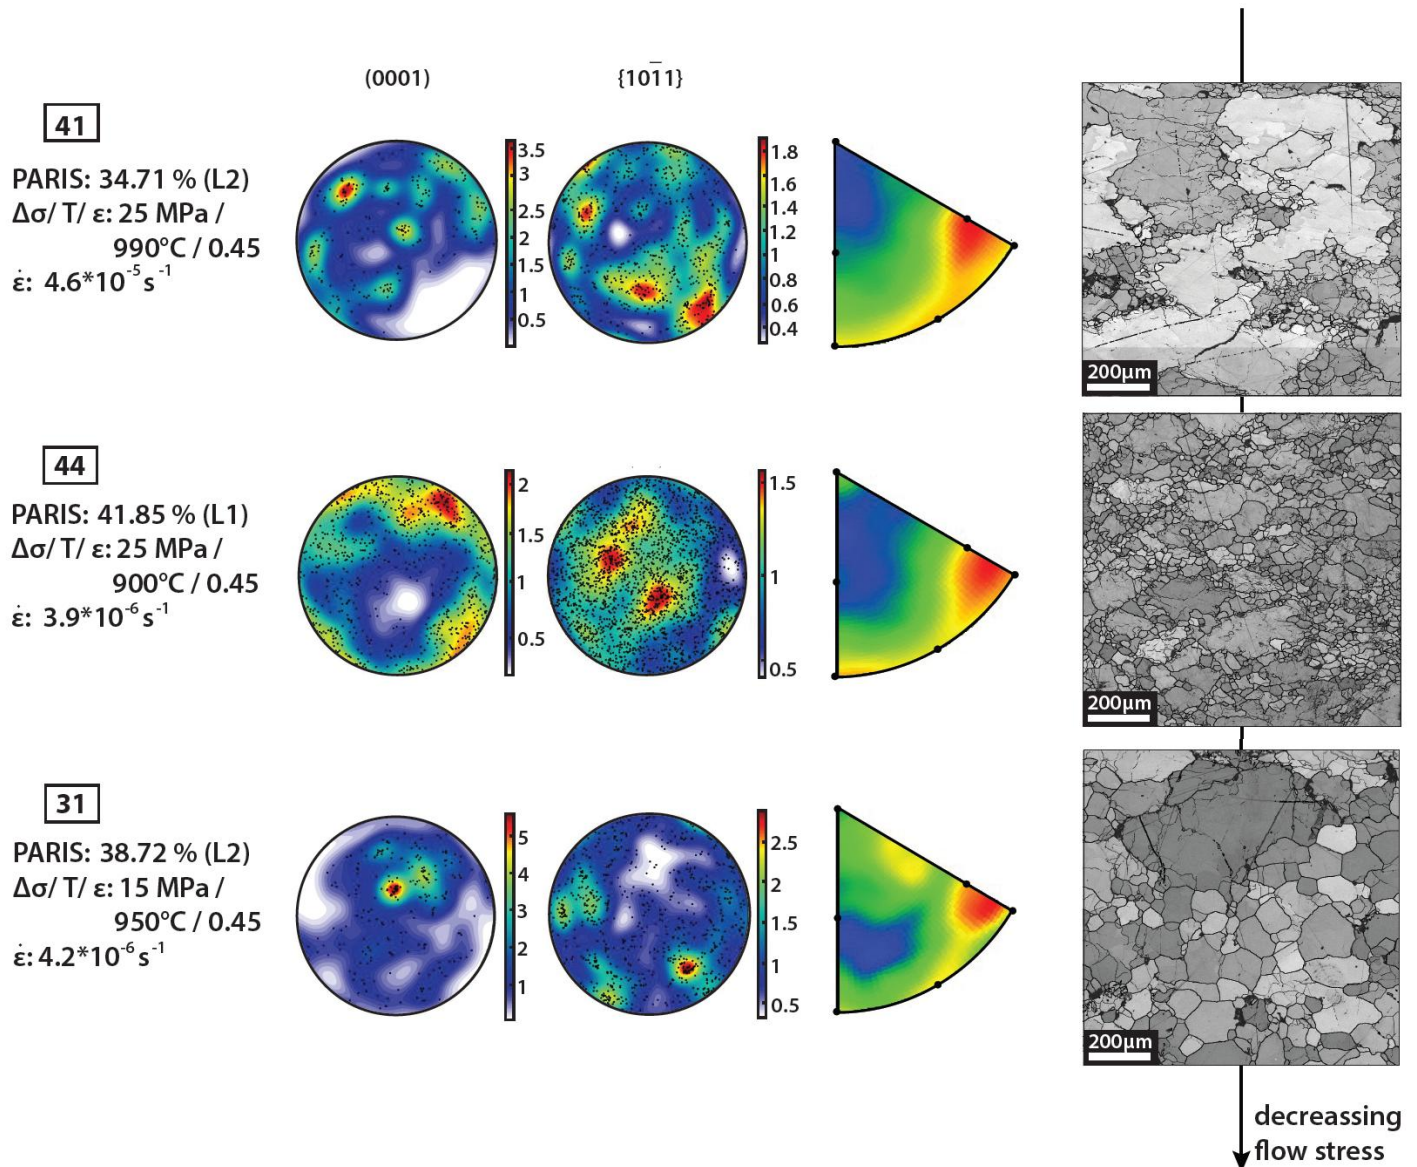 (0001)
{101̅1}
41
PARIS: 34.71 % (L2)
Δσ/ T/ ε: 25 MPa /
990°C / 0.45
ε̇: 4.6*10⁻⁵ s⁻¹
3.5
3
2.5
2
1.5
1
0.5
1.8
1.6
1.4
1.2
1
0.8
0.6
0.4
200µm
44
PARIS: 41.85 % (L1)
Δσ/ T/ ε: 25 MPa /
900°C / 0.45
ε̇: 3.9*10⁻⁶ s⁻¹
2
1.5
1
0.5
1.5
1
0.5
200µm
31
PARIS: 38.72 % (L2)
Δσ/ T/ ε: 15 MPa /
950°C / 0.45
ε̇: 4.2*10⁻⁶ s⁻¹
5
4
3
2
1
2.5
2
1.5
1
0.5
200µm
decreassing
flow stress